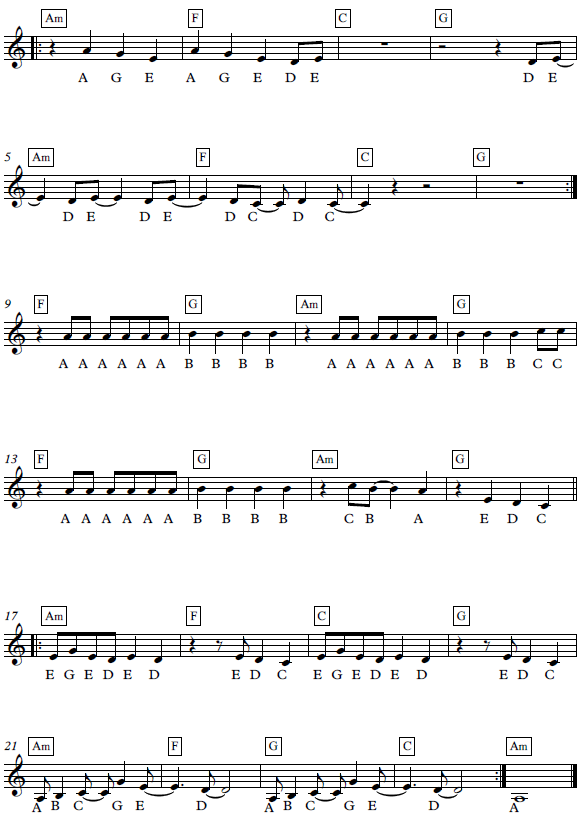 Am F C G
A G E A G E D E D E
5 Am F C G
D E D E D C D C
9 F G Am G
A A A A A A B B B B A A A A A A B B B C C
13 F G Am G
A A A A A A B B B B C B A E D C
17 Am F C G
E G E D E D E D C E G E D E D E D C
21 Am F G C Am
A B C G E D A B C G E D A